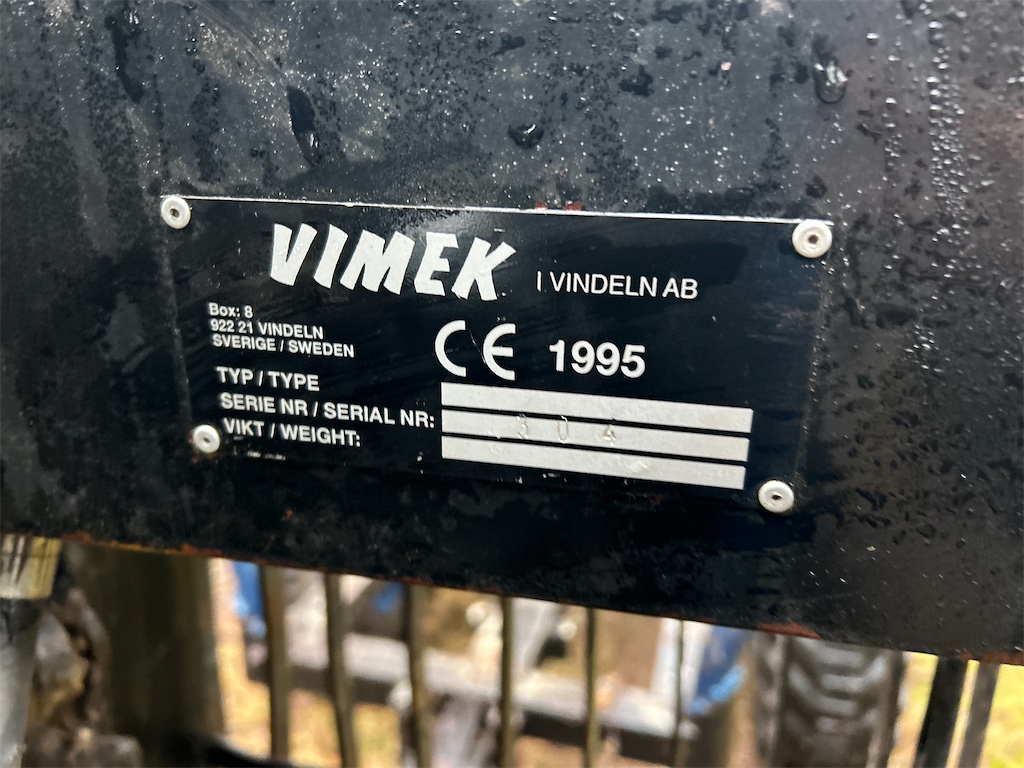 VIMEK I VINDELN AB
Box: 8
922 21 VINDELN
SVERIGE / SWEDEN
CE 1995
TYP / TYPE
SERIE NR / SERIAL NR: 304
VIKT / WEIGHT: